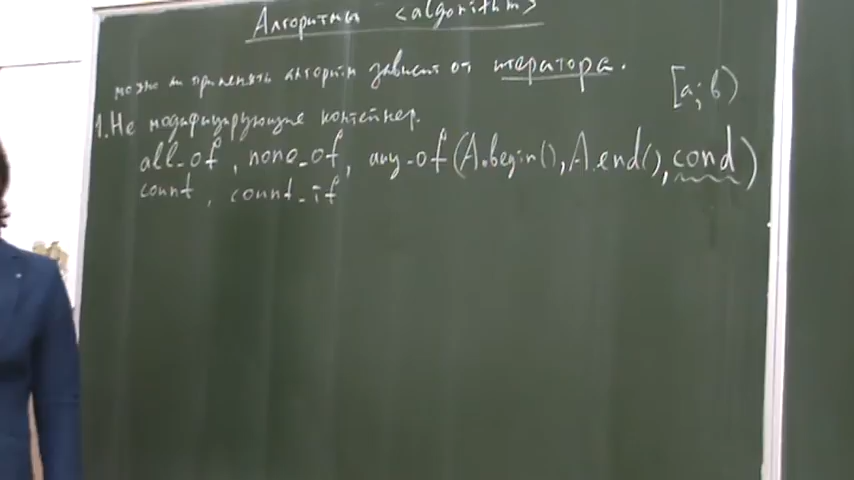 Алгоритмы <algorithm>
можно ли применять алгоритм зависит от итератора. [a; b)
1. Не модифицирующие контейнер.
all_of, none_of, any_of(A.begin(), A.end(), cond)
count, count_if